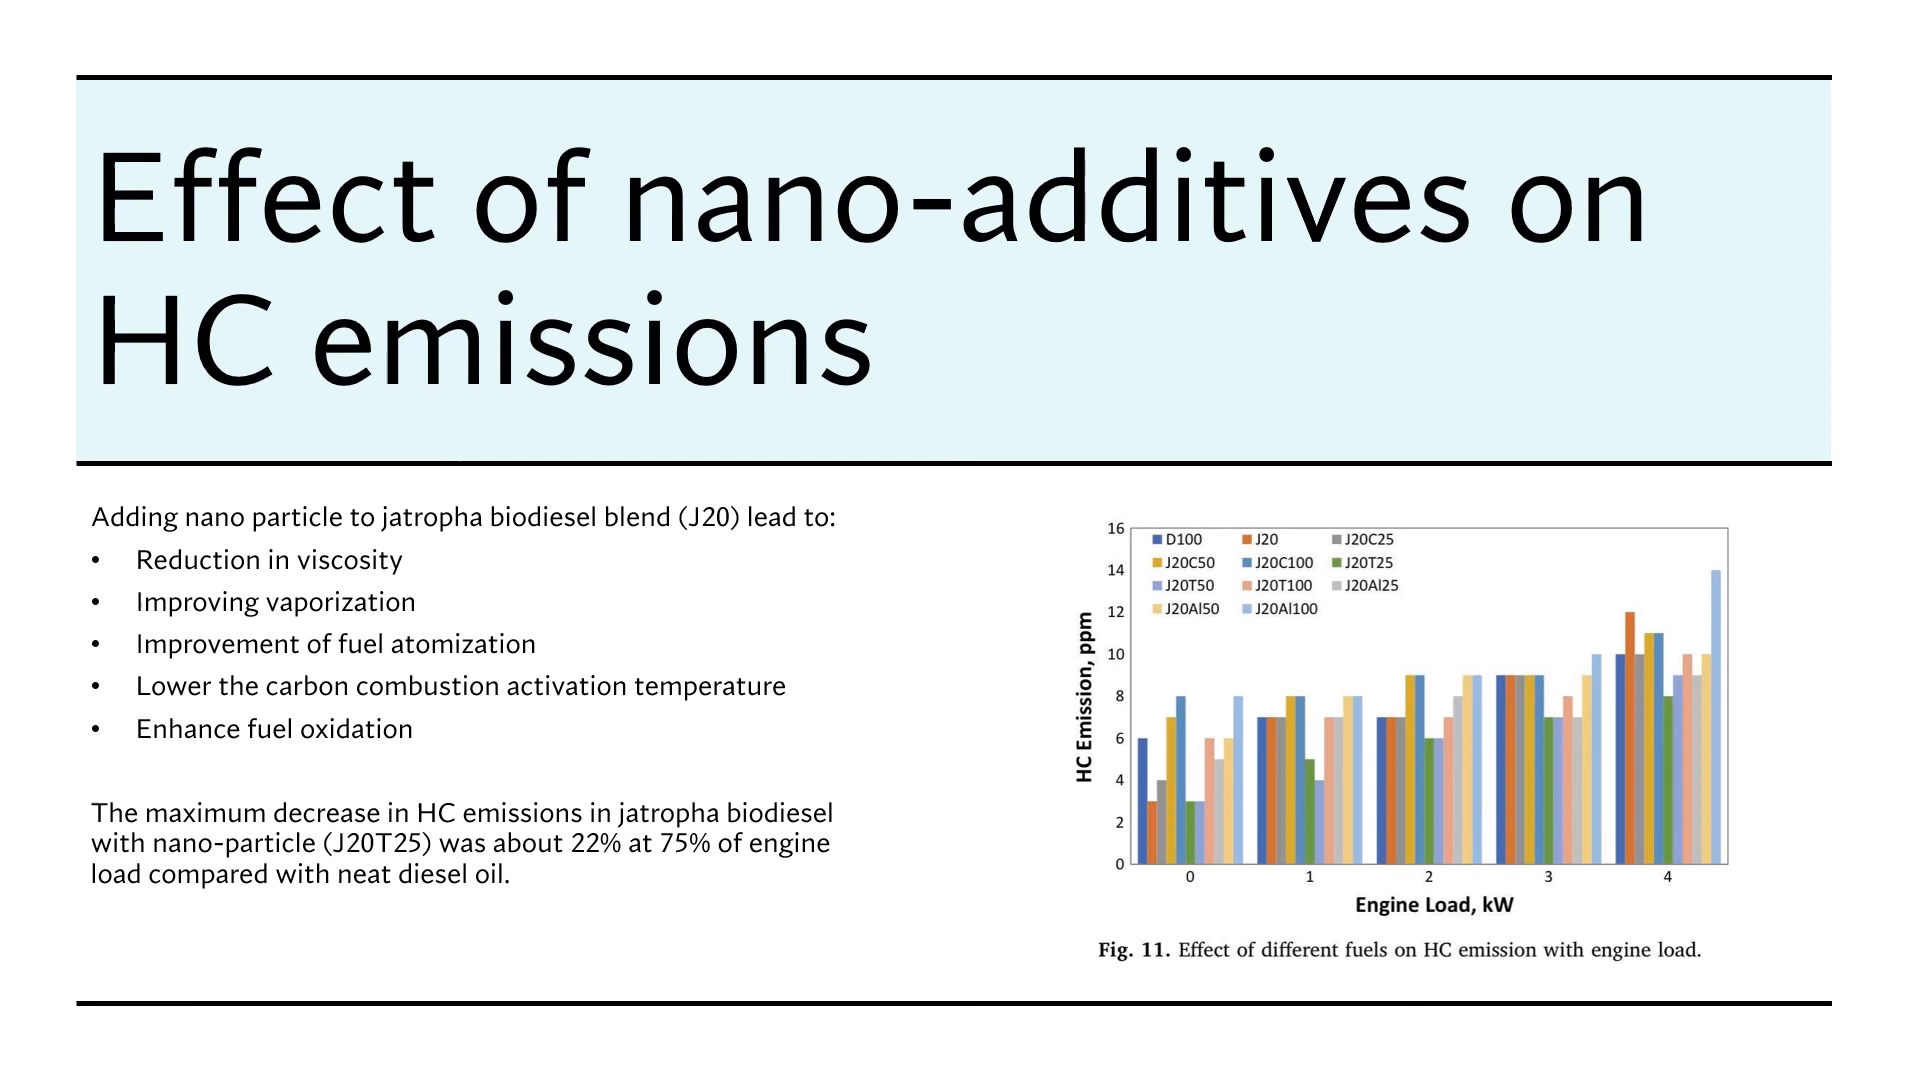 Effect of nano-additives on
HC emissions
Adding nano particle to jatropha biodiesel blend (J20) lead to:
• Reduction in viscosity
• Improving vaporization
• Improvement of fuel atomization
• Lower the carbon combustion activation temperature
• Enhance fuel oxidation
The maximum decrease in HC emissions in jatropha biodiesel
with nano-particle (J20T25) was about 22% at 75% of engine
load compared with neat diesel oil.
16
14
12
10
8
6
4
2
0
HC Emission, ppm
D100 J20 J20C25
J20C50 J20C100 J20T25
J20T50 J20T100 J20Al25
J20Al50 J20Al100
0 1 2 3 4
Engine Load, kW
Fig. 11. Effect of different fuels on HC emission with engine load.